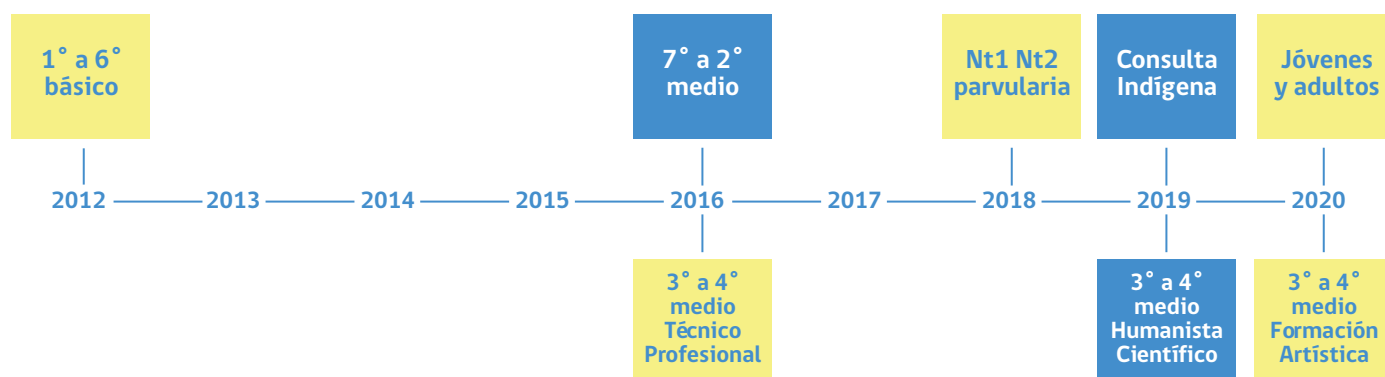 1° a 6°
básico
7° a 2°
medio
Nt1 Nt2
parvularia
Consulta
Indígena
Jóvenes
y adultos
2012
2013
2014
2015
2016
2017
2018
2019
2020
3° a 4°
medio
Técnico
Profesional
3° a 4°
medio
Humanista
Científico
3° a 4°
medio
Formación
Artística